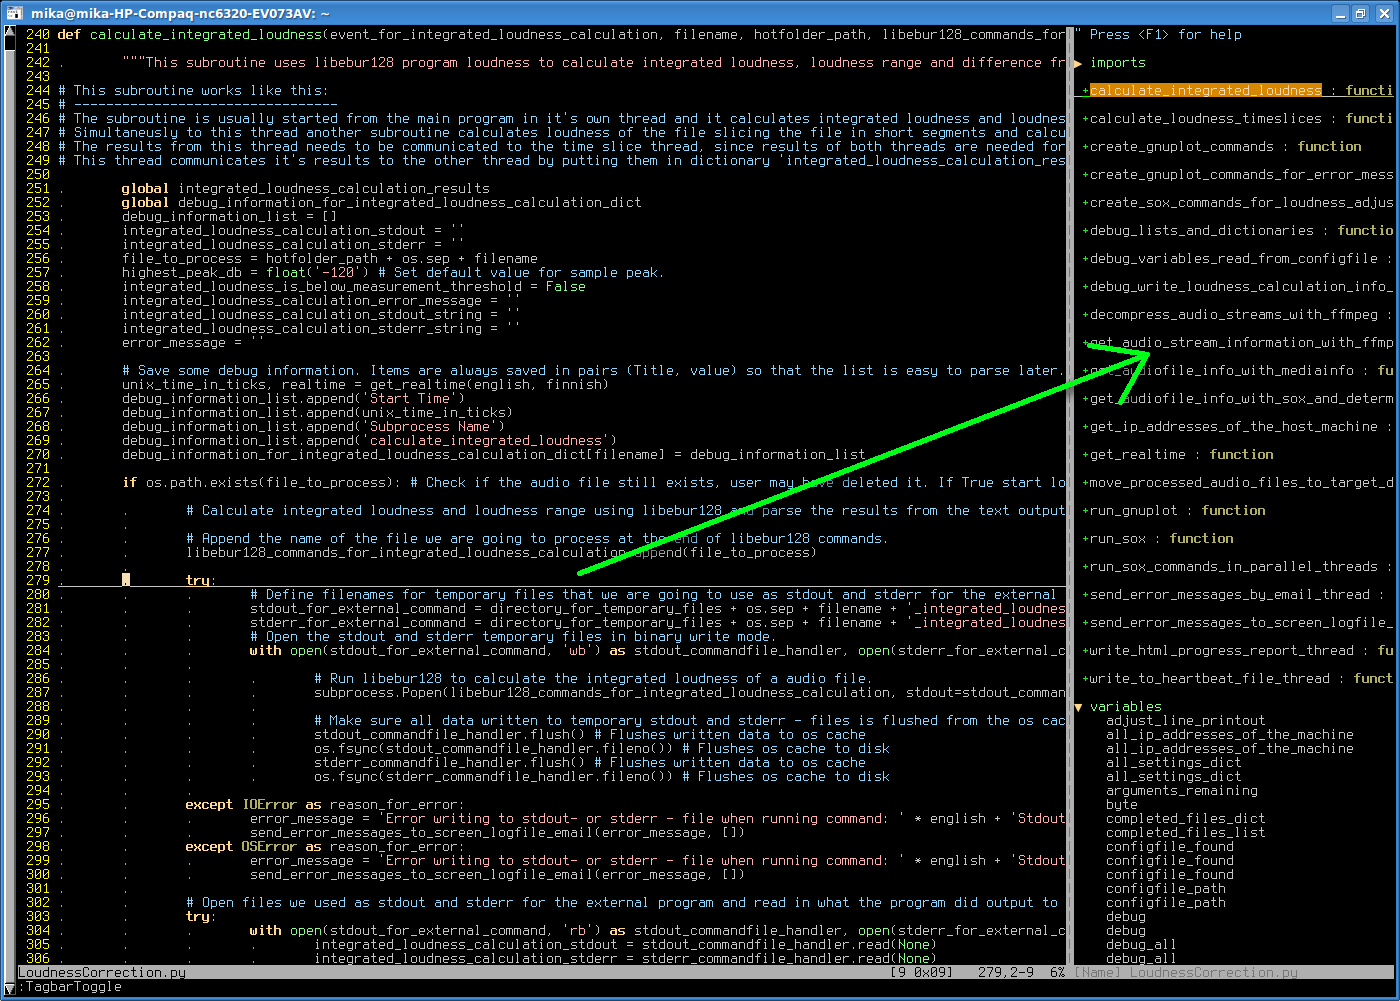 mika@mika-HP-Compaq-nc6320-EV073AV: ~
240 def calculate_integrated_loudness(event_for_integrated_loudness_calculation, filename, hotfolder_path, libebur128_commands_for
241
242 .       """This subroutine uses libebur128 program loudness to calculate integrated loudness, loudness range and difference fr
243
244 # This subroutine works like this:
245 # ---------------------------------
246 # The subroutine is usually started from the main program in it's own thread and it calculates integrated loudness and loudnes
247 # Simultaneusly to this thread another subroutine calculates loudness of the file slicing the file in short segments and calcu
248 # The results from this thread needs to be communicated to the time slice thread, since results of both threads are needed for
249 # This thread communicates it's results to the other thread by putting them in dictionary 'integrated_loudness_calculation_res
250
251 .       global integrated_loudness_calculation_results
252 .       global debug_information_for_integrated_loudness_calculation_dict
253 .       debug_information_list = []
254 .       integrated_loudness_calculation_stdout = ''
255 .       integrated_loudness_calculation_stderr = ''
256 .       file_to_process = hotfolder_path + os.sep + filename
257 .       highest_peak_db = float('-120') # Set default value for sample peak.
258 .       integrated_loudness_is_below_measurement_threshold = False
259 .       integrated_loudness_calculation_error_message = ''
260 .       integrated_loudness_calculation_stdout_string = ''
261 .       integrated_loudness_calculation_stderr_string = ''
262 .       error_message = ''
263
264 .       # Save some debug information. Items are always saved in pairs (Title, value) so that the list is easy to parse later.
265 .       unix_time_in_ticks, realtime = get_realtime(english, finnish)
266 .       debug_information_list.append('Start Time')
267 .       debug_information_list.append(unix_time_in_ticks)
268 .       debug_information_list.append('Subprocess Name')
269 .       debug_information_list.append('calculate_integrated_loudness')
270 .       debug_information_for_integrated_loudness_calculation_dict[filename] = debug_information_list
271
272 .       if os.path.exists(file_to_process): # Check if the audio file still exists, user may have deleted it. If True start lo
273 .       .
274 .       .       # Calculate integrated loudness and loudness range using libebur128 and parse the results from the text output
275 .       .
276 .       .       # Append the name of the file we are going to process at the end of libebur128 commands.
277 .       .       libebur128_commands_for_integrated_loudness_calculation.append(file_to_process)
278 .       .
279 .       .       try:
280 .       .       .       # Define filenames for temporary files that we are going to use as stdout and stderr for the external
281 .       .       .       stdout_for_external_command = directory_for_temporary_files + os.sep + filename + '_integrated_loudnes
282 .       .       .       stderr_for_external_command = directory_for_temporary_files + os.sep + filename + '_integrated_loudnes
283 .       .       .       # Open the stdout and stderr temporary files in binary write mode.
284 .       .       .       with open(stdout_for_external_command, 'wb') as stdout_commandfile_handler, open(stderr_for_external_c
285 .       .       .       .
286 .       .       .       .       # Run libebur128 to calculate the integrated loudness of a audio file.
287 .       .       .       .       subprocess.Popen(libebur128_commands_for_integrated_loudness_calculation, stdout=stdout_comman
288 .       .       .       .
289 .       .       .       .       # Make sure all data written to temporary stdout and stderr - files is flushed from the os cac
290 .       .       .       .       stdout_commandfile_handler.flush() # Flushes written data to os cache
291 .       .       .       .       os.fsync(stdout_commandfile_handler.fileno()) # Flushes os cache to disk
292 .       .       .       .       stderr_commandfile_handler.flush() # Flushes written data to os cache
293 .       .       .       .       os.fsync(stderr_commandfile_handler.fileno()) # Flushes os cache to disk
294 .       .       .       .
295 .       .       except IOError as reason_for_error:
296 .       .       .       error_message = 'Error writing to stdout- or stderr - file when running command: ' * english + 'Stdout
297 .       .       .       send_error_messages_to_screen_logfile_email(error_message, [])
298 .       .       except OSError as reason_for_error:
299 .       .       .       error_message = 'Error writing to stdout- or stderr - file when running command: ' * english + 'Stdout
300 .       .       .       send_error_messages_to_screen_logfile_email(error_message, [])
301 .       .       .
302 .       .       # Open files we used as stdout and stderr for the external program and read in what the program did output to
303 .       .       try:
304 .       .       .       with open(stdout_for_external_command, 'rb') as stdout_commandfile_handler, open(stderr_for_external_c
305 .       .       .       .       integrated_loudness_calculation_stdout = stdout_commandfile_handler.read(None)
306 .       .       .       .       integrated_loudness_calculation_stderr = stderr_commandfile_handler.read(None)
LoudnessCorrection.py [9 0x09] 279,2-9 6%
:TagbarToggle
" Press <F1> for help
▶ imports
+calculate_integrated_loudness : functi
+calculate_loudness_timeslices : functi
+create_gnuplot_commands : function
+create_gnuplot_commands_for_error_mess
+create_sox_commands_for_loudness_adjus
+debug_lists_and_dictionaries : functio
+debug_variables_read_from_configfile :
+debug_write_loudness_calculation_info_
+decompress_audio_streams_with_ffmpeg :
+get_audio_stream_information_with_ffmp
+get_audiofile_info_with_mediainfo : fu
+get_audiofile_info_with_sox_and_determ
+get_ip_addresses_of_the_host_machine :
+get_realtime : function
+move_processed_audio_files_to_target_d
+run_gnuplot : function
+run_sox : function
+run_sox_commands_in_parallel_threads :
+send_error_messages_by_email_thread :
+send_error_messages_to_screen_logfile_
+write_html_progress_report_thread : fu
+write_to_heartbeat_file_thread : funct
▼ variables
adjust_line_printout
all_ip_addresses_of_the_machine
all_ip_addresses_of_the_machine
all_settings_dict
all_settings_dict
arguments_remaining
byte
completed_files_dict
completed_files_list
configfile_found
configfile_found
configfile_found
configfile_path
configfile_path
debug
debug
debug_all
debug_all
[Name] LoudnessCorrection.py